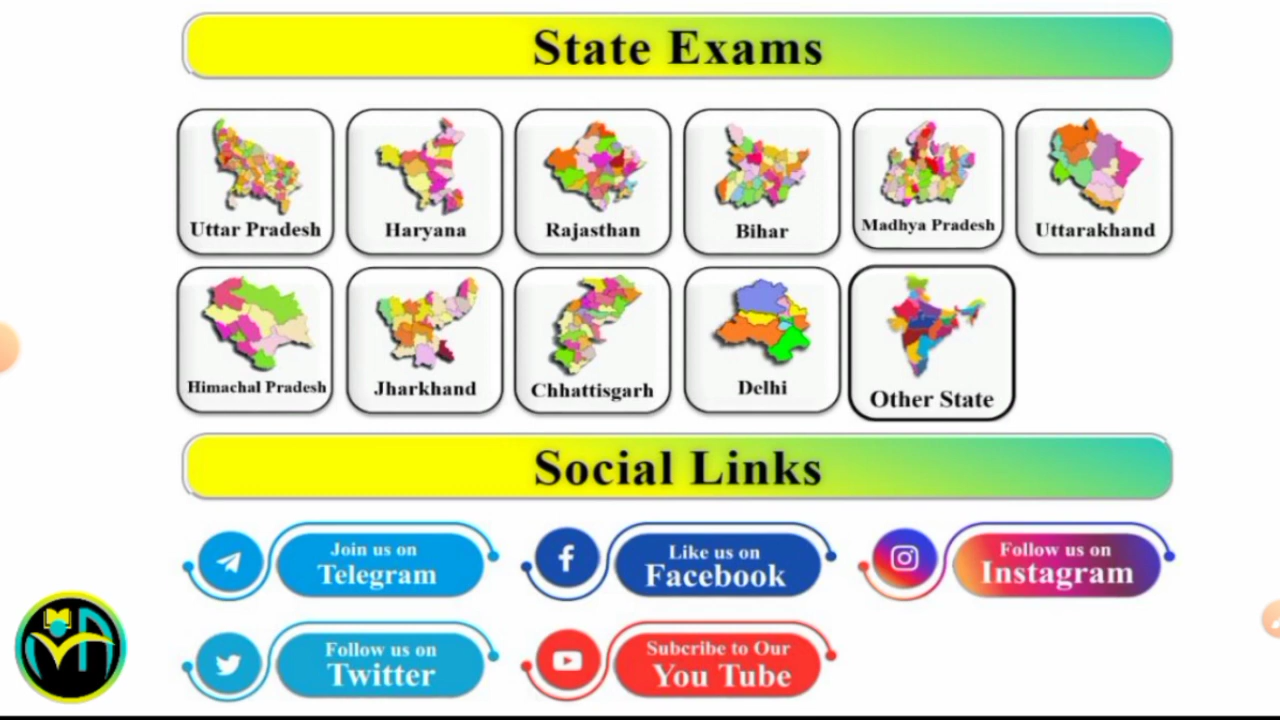 State Exams
Uttar Pradesh
Haryana
Rajasthan
Bihar
Madhya Pradesh
Uttarakhand
Himachal Pradesh
Jharkhand
Chhattisgarh
Delhi
Other State
Social Links
Join us on
Telegram
Like us on
Facebook
Follow us on
Instagram
Follow us on
Twitter
Subcribe to Our
You Tube